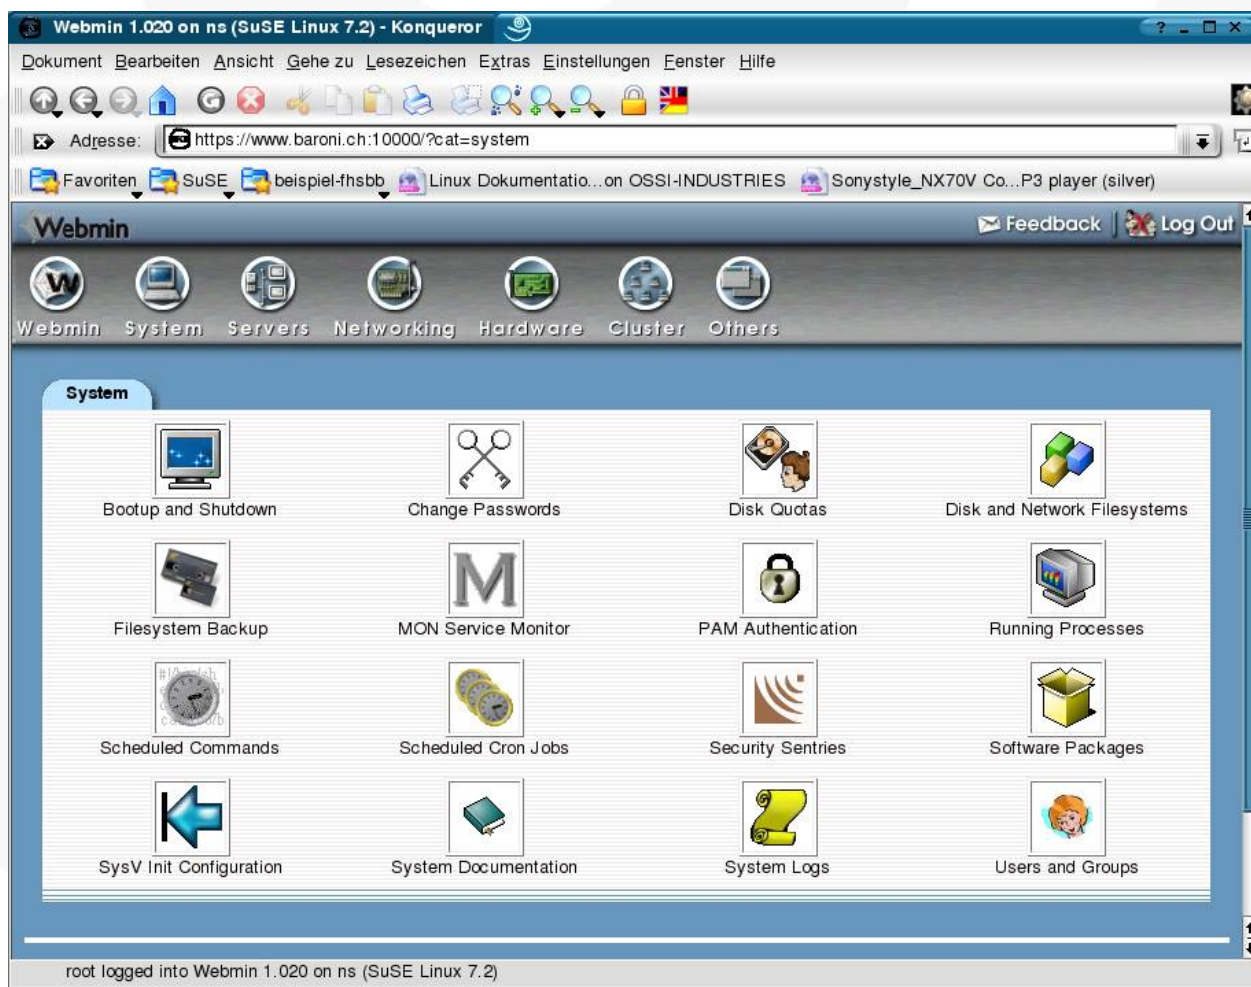 Webmin 1.020 on ns (SuSE Linux 7.2) - Konqueror
Dokument Bearbeiten Ansicht Gehe zu Lesezeichen Extras Einstellungen Fenster Hilfe
Adresse: https://www.baroni.ch:10000/?cat=system
Favoriten SuSE beispiel-fhsbb Linux Dokumentatio...on OSSI-INDUSTRIES Sonystyle_NX70V Co...P3 player (silver)
Webmin Feedback Log Out
Webmin System Servers Networking Hardware Cluster Others
System
Bootup and Shutdown Change Passwords Disk Quotas Disk and Network Filesystems
Filesystem Backup MON Service Monitor PAM Authentication Running Processes
Scheduled Commands Scheduled Cron Jobs Security Sentries Software Packages
SysV Init Configuration System Documentation System Logs Users and Groups
root logged into Webmin 1.020 on ns (SuSE Linux 7.2)